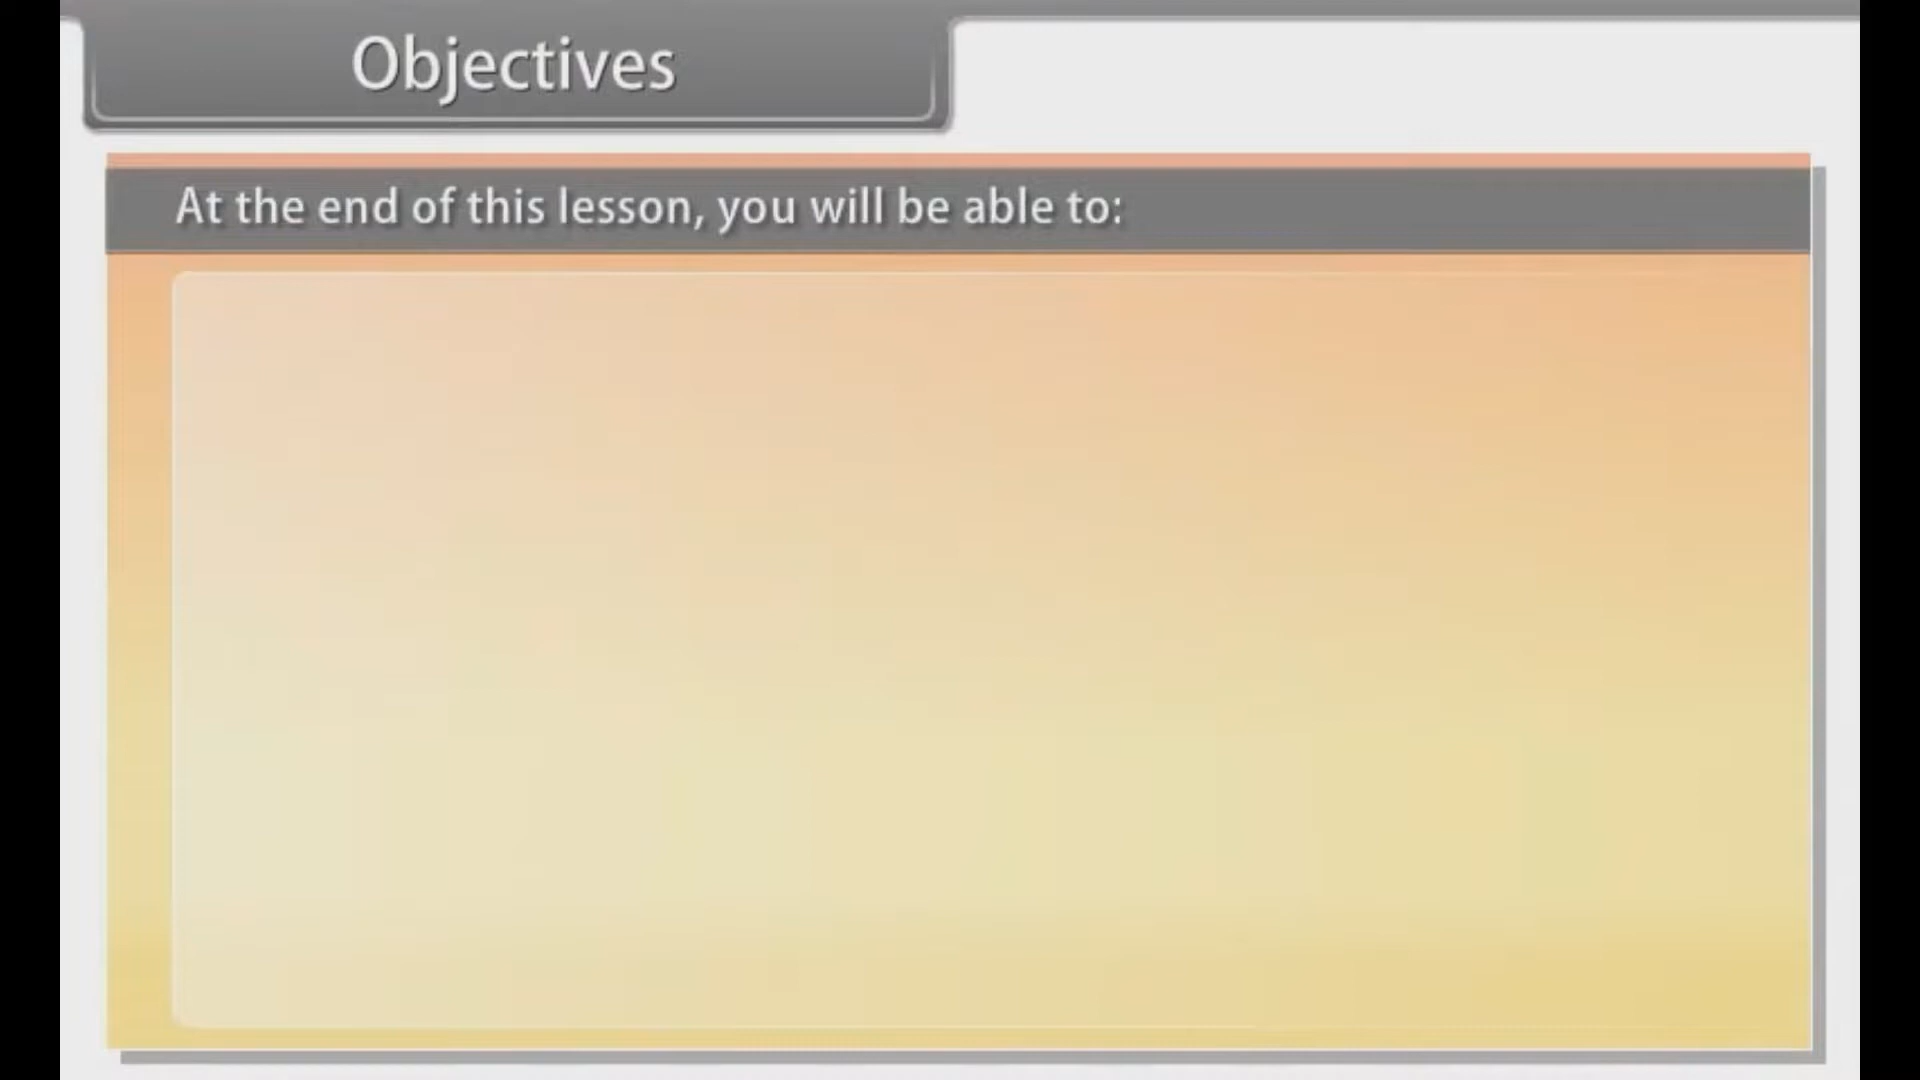 Objectives
At the end of this lesson, you will be able to: